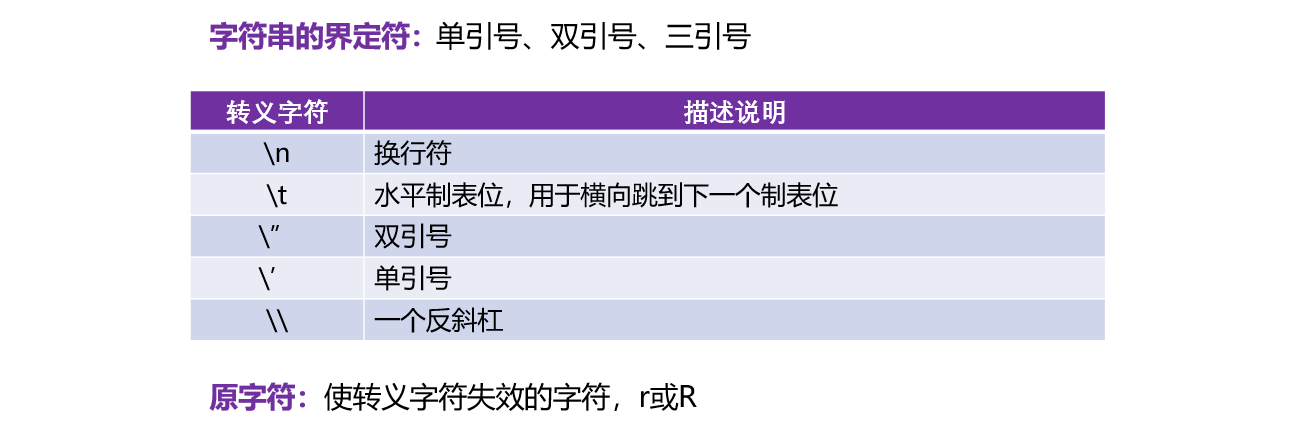 字符串的界定符：单引号、双引号、三引号
转义字符 描述说明
\n 换行符
\t 水平制表位，用于横向跳到下一个制表位
\” 双引号
\’ 单引号
\\ 一个反斜杠
原字符：使转义字符失效的字符，r或R